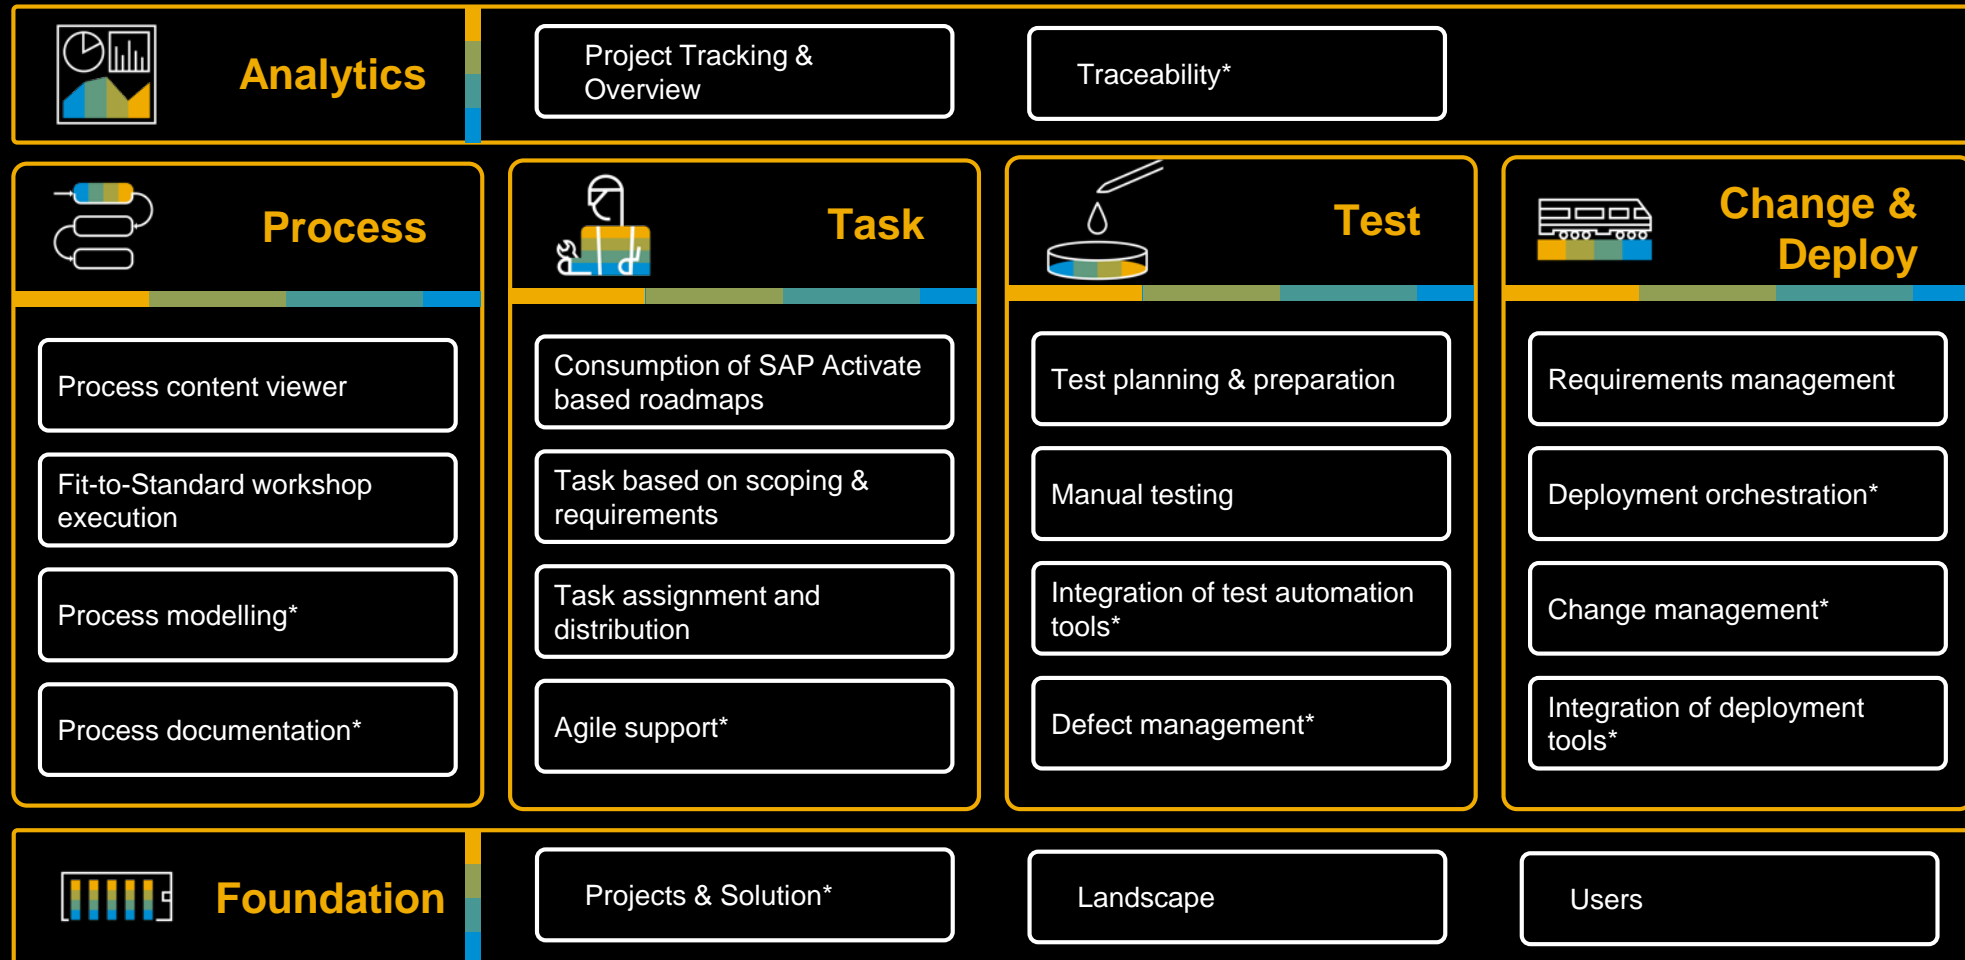 Analytics
Project Tracking &
Overview
Traceability*
Process
Process content viewer
Fit-to-Standard workshop
execution
Process modelling*
Process documentation*
Task
Consumption of SAP Activate
based roadmaps
Task based on scoping &
requirements
Task assignment and
distribution
Agile support*
Test
Test planning & preparation
Manual testing
Integration of test automation
tools*
Defect management*
Change &
Deploy
Requirements management
Deployment orchestration*
Change management*
Integration of deployment
tools*
Foundation
Projects & Solution*
Landscape
Users